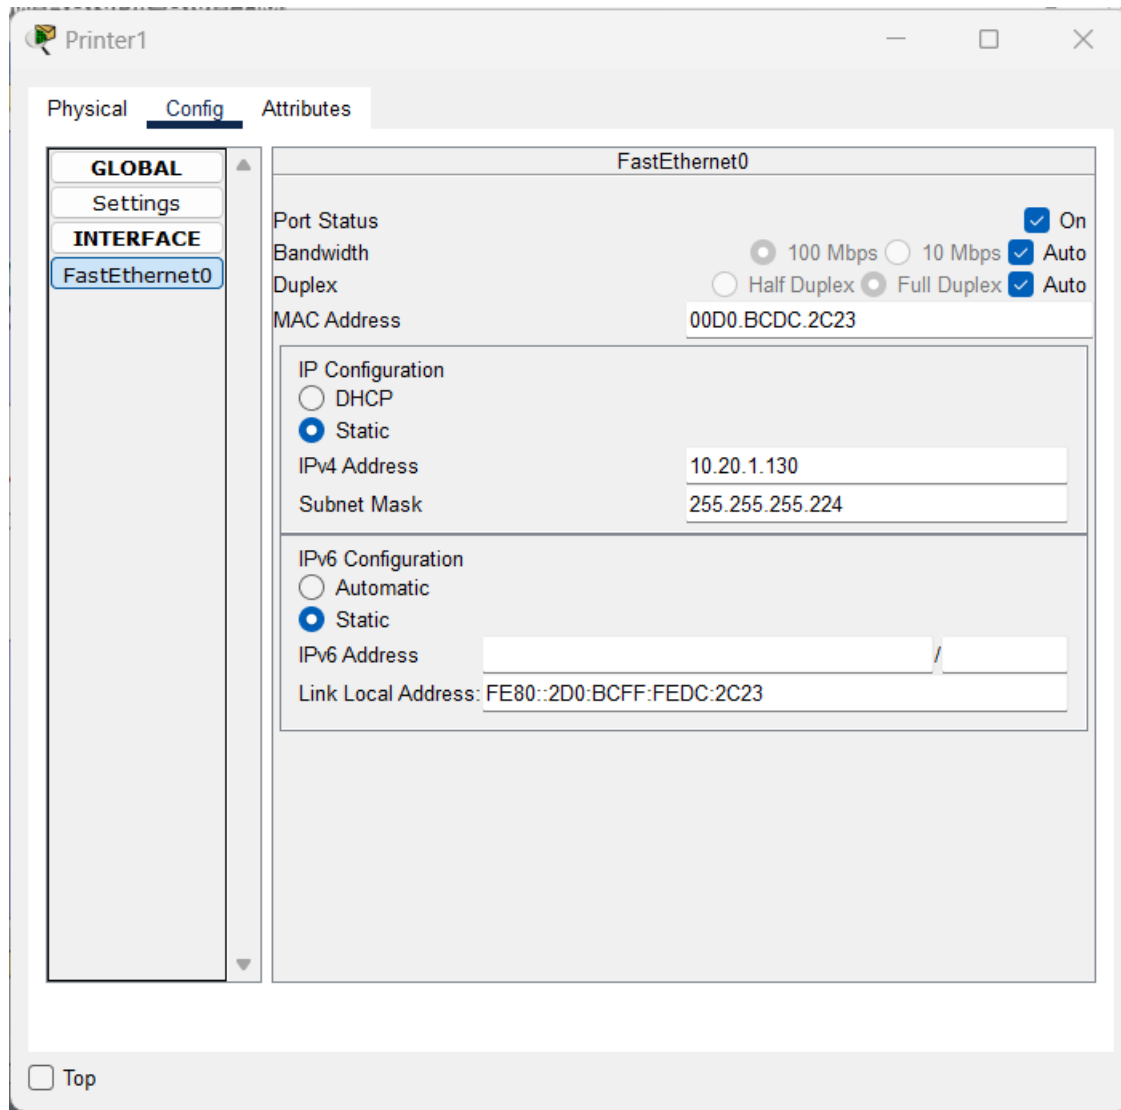 Printer1
Physical Config Attributes
GLOBAL
Settings
INTERFACE
FastEthernet0
FastEthernet0
Port Status On
Bandwidth 100 Mbps 10 Mbps Auto
Duplex Half Duplex Full Duplex Auto
MAC Address 00D0.BCDC.2C23
IP Configuration
DHCP
Static
IPv4 Address 10.20.1.130
Subnet Mask 255.255.255.224
IPv6 Configuration
Automatic
Static
IPv6 Address /
Link Local Address: FE80::2D0:BCFF:FEDC:2C23
Top